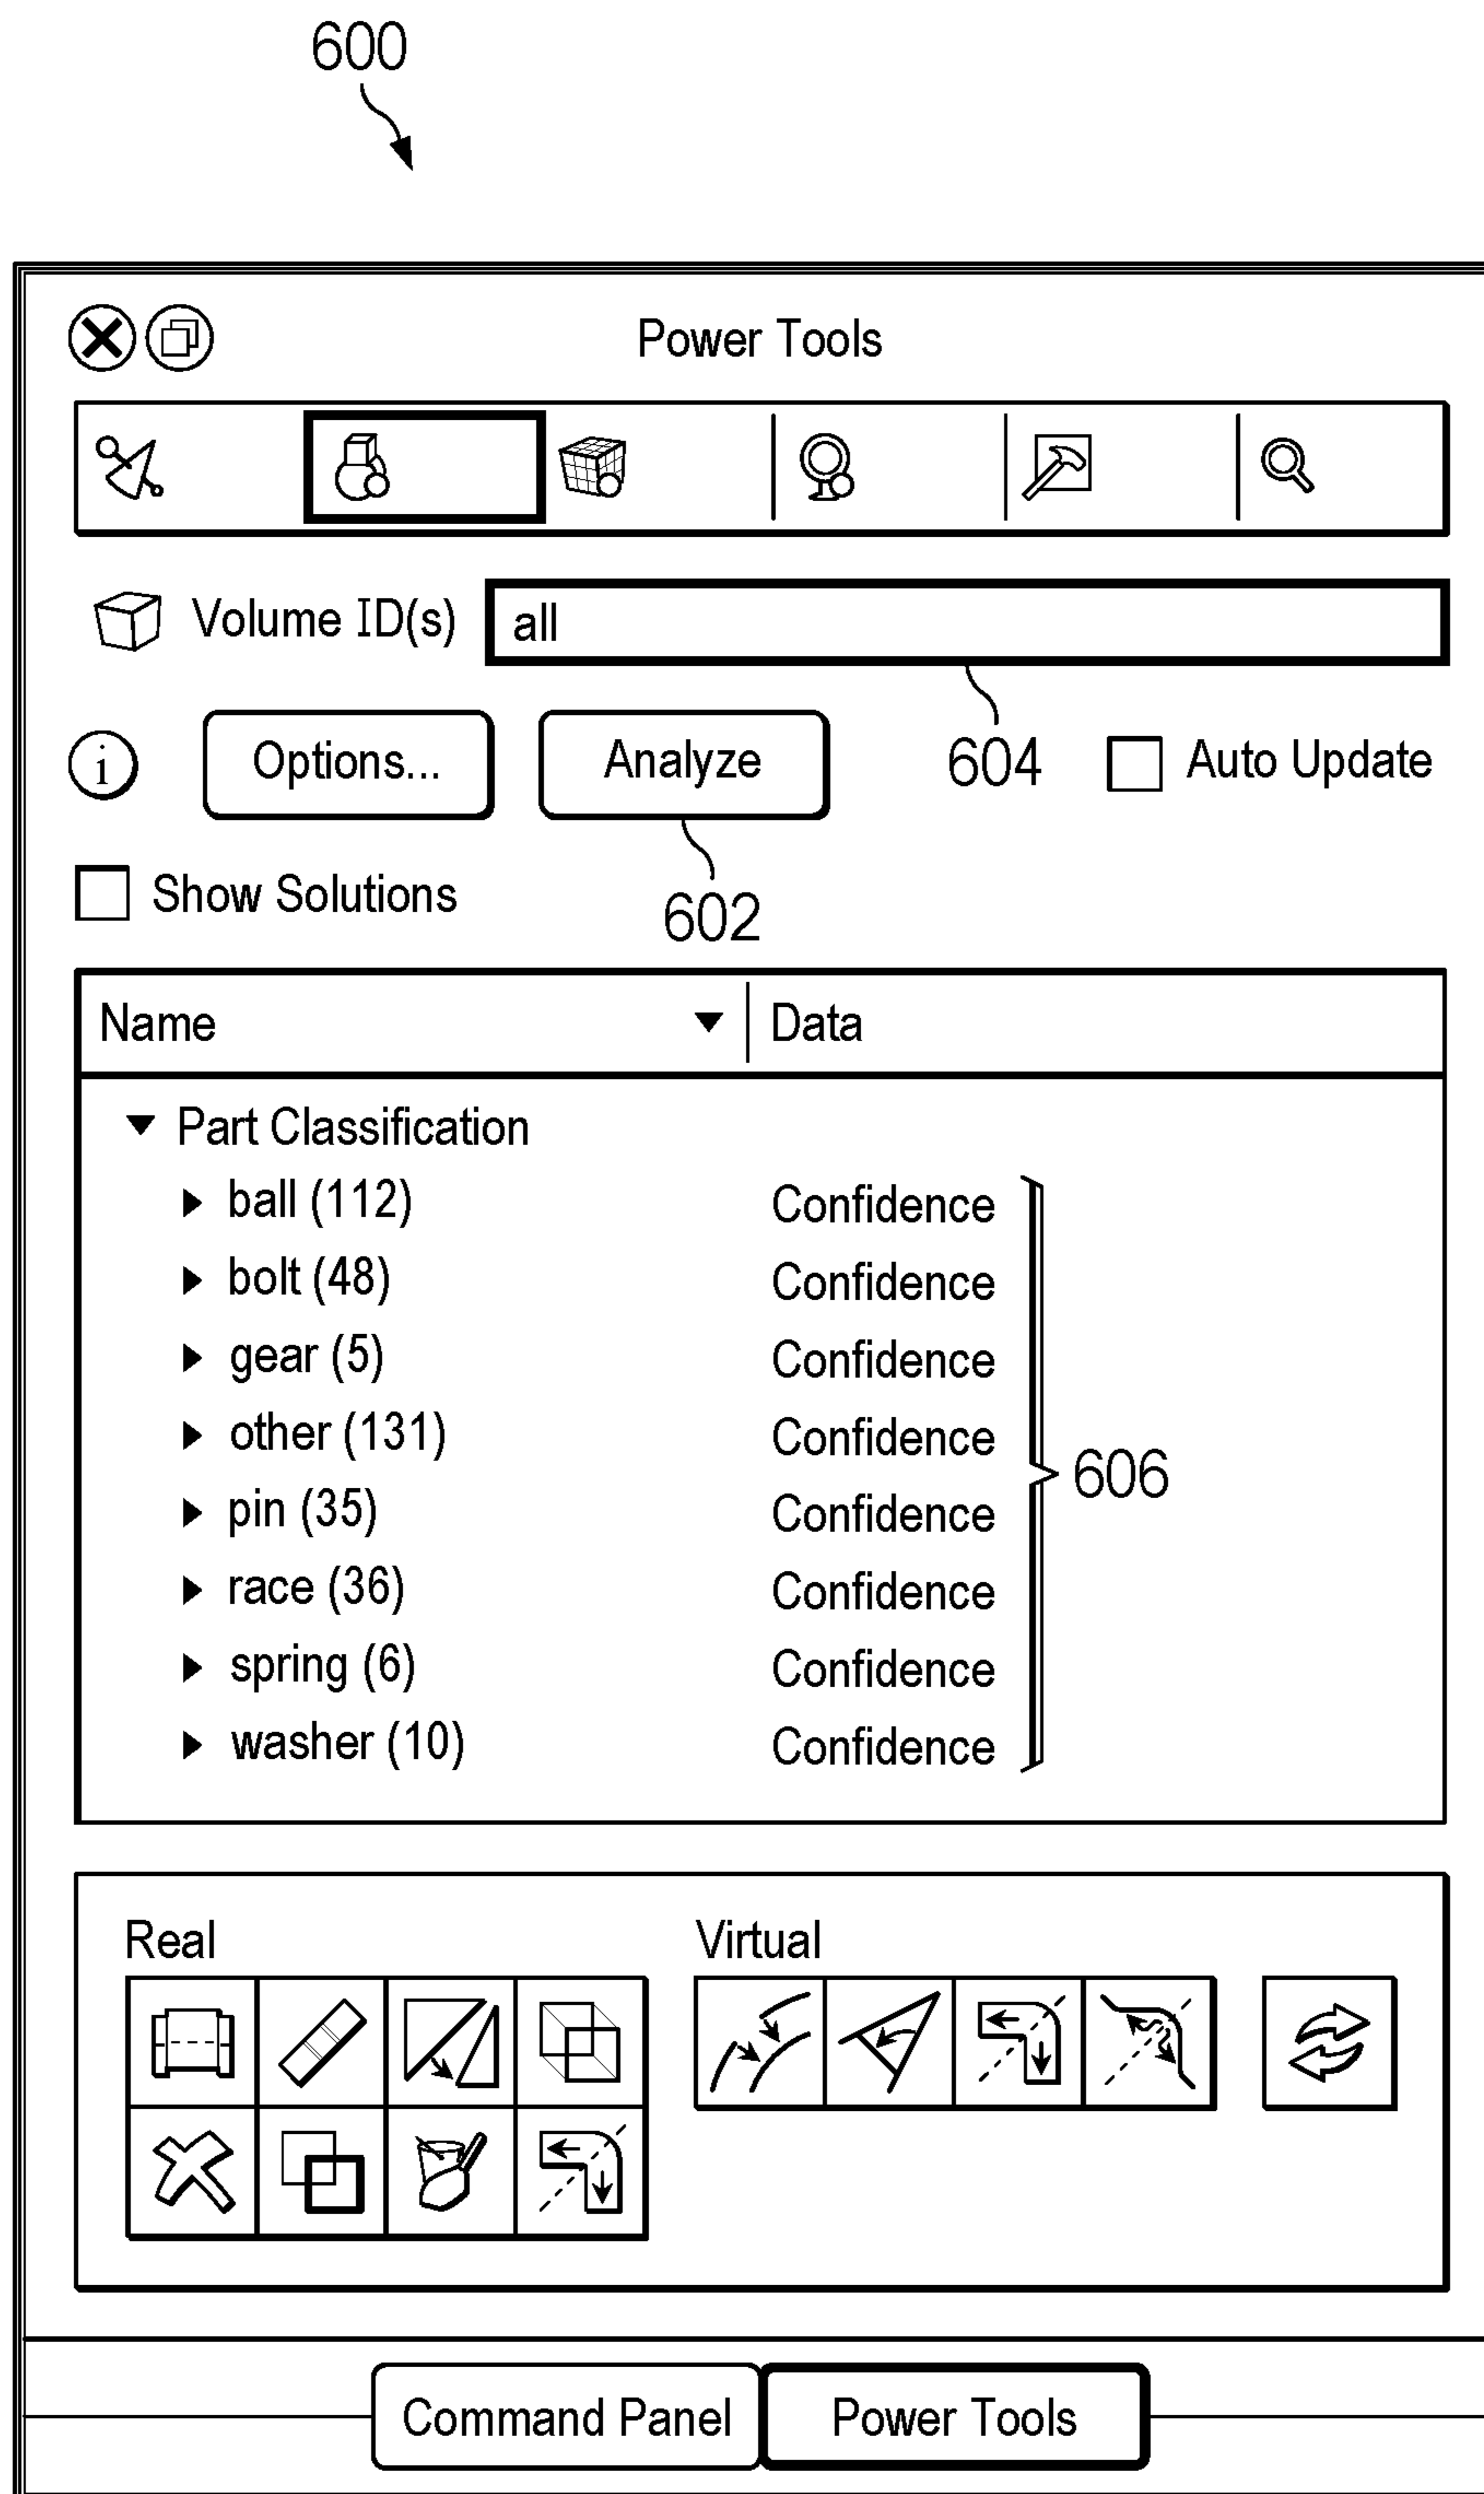 600
Power Tools
Volume ID(s) all
i Options... Analyze 604 Auto Update
Show Solutions 602
Name Data
Part Classification
ball (112) Confidence
bolt (48) Confidence
gear (5) Confidence
other (131) Confidence
606
pin (35) Confidence
race (36) Confidence
spring (6) Confidence
washer (10) Confidence
Real Virtual
Command Panel Power Tools